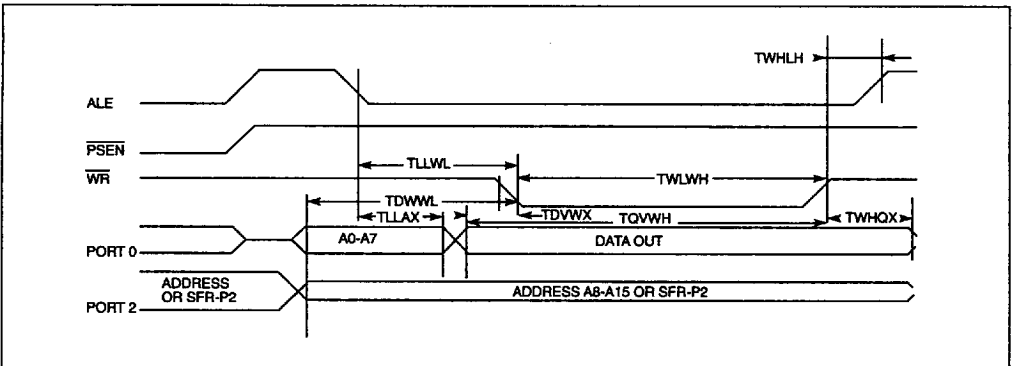 TWHLH
ALE
PSEN
TLLWL
WR
TWLWH
TDWWL
TLLAX
TDVWX
TQVWH
TWHQX
PORT 0
A0-A7
DATA OUT
ADDRESS
OR SFR-P2
PORT 2
ADDRESS A8-A15 OR SFR-P2